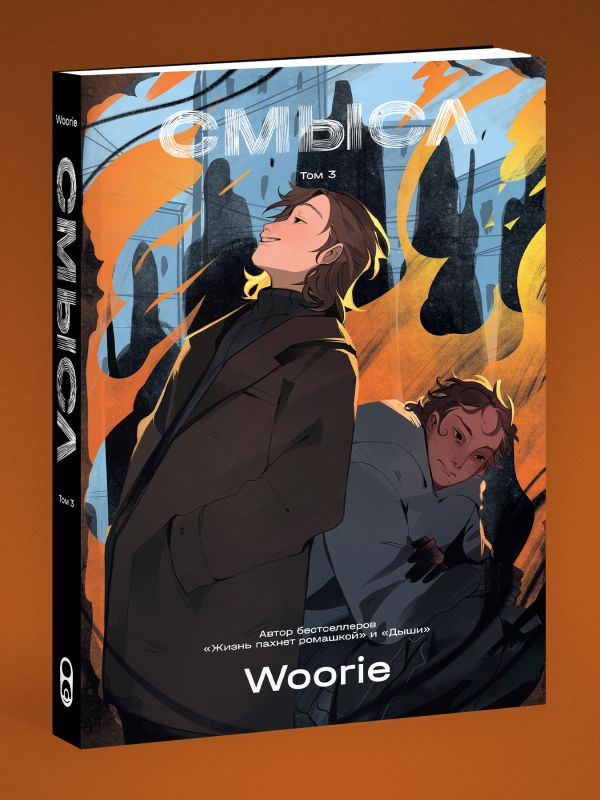 Woorie
СМЫСЛ
Том 3
СМЫСЛ
Том 3
Автор бестселлеров
«Жизнь пахнет ромашкой» и «Дыши»
Woorie